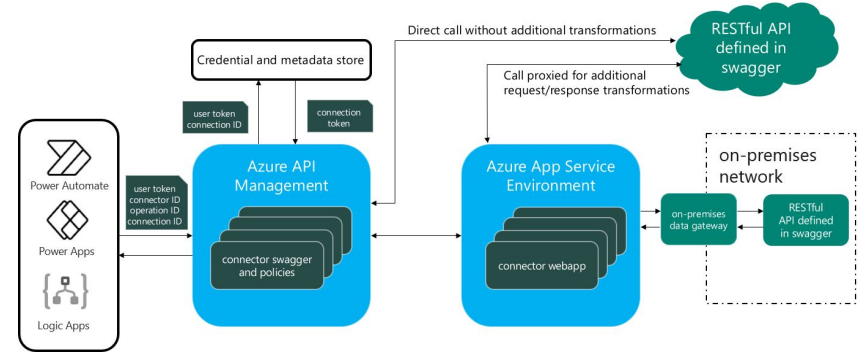 Direct call without additional transformations
RESTful API
defined in
swagger
Credential and metadata store
Call proxied for additional
request/response transformations
user token
connection ID
connection
token
Power Automate
Power Apps
Logic Apps
user token
connector ID
operation ID
connection ID
Azure API
Management
connector swagger
and policies
Azure App Service
Environment
connector webapp
on-premises
network
on-premises
data gateway
RESTful
API defined
in swagger